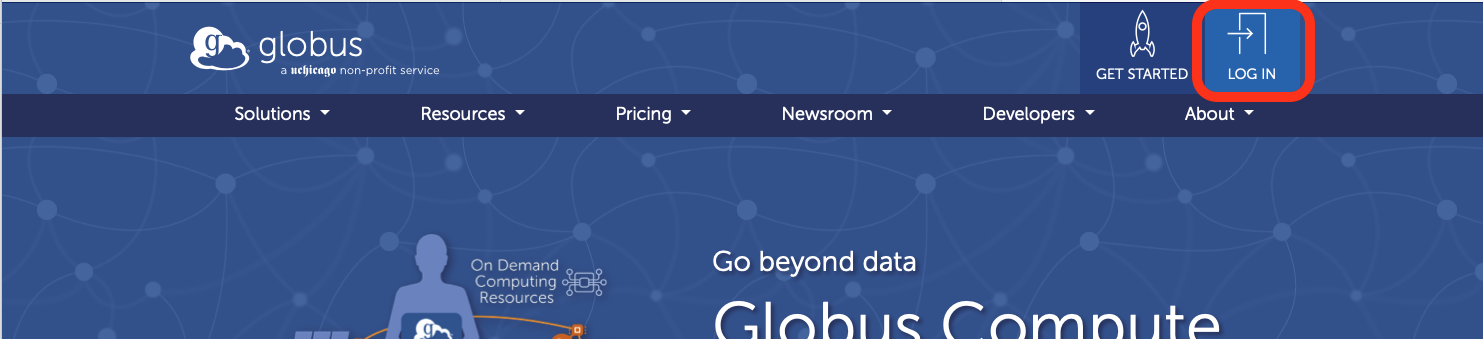 globus
a uchicago non-profit service
GET STARTED
LOG IN
Solutions
Resources
Pricing
Newsroom
Developers
About
On Demand
Computing
Resources
g
Go beyond data
Globus Compute